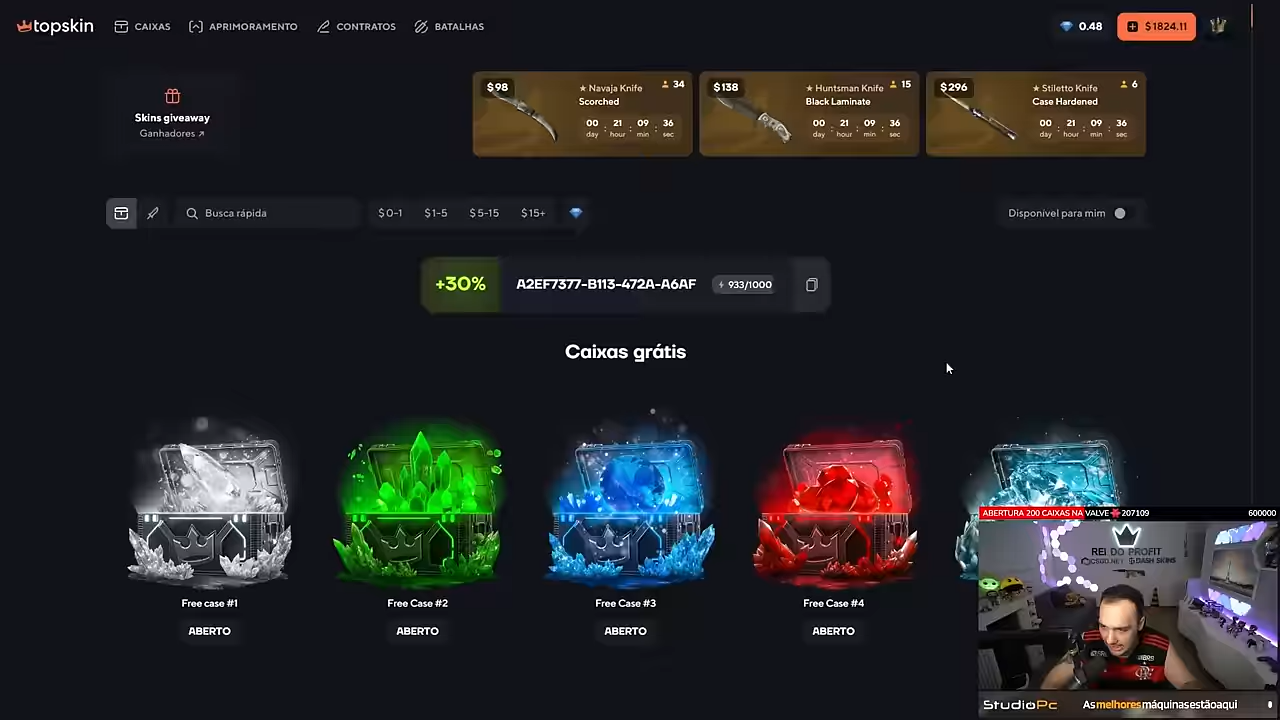 topskin
CAIXAS
APRIMORAMENTO
CONTRATOS
BATALHAS
0.48
$1824.11
Skins giveaway
Ganhadores ↗
$98
★ Navaja Knife
34
Scorched
00 : 21 : 09 : 36
day hour min sec
$138
★ Huntsman Knife
15
Black Laminate
00 : 21 : 09 : 36
day hour min sec
$296
★ Stiletto Knife
6
Case Hardened
00 : 21 : 09 : 36
day hour min sec
Busca rápida
$0-1
$1-5
$5-15
$15+
Disponível para mim
+30%
A2EF7377-B113-472A-A6AF
933/1000
Caixas grátis
Free case #1
ABERTO
Free Case #2
ABERTO
Free Case #3
ABERTO
Free Case #4
ABERTO
ABERTURA 200 CAIXAS NA VALVE 207109
600000
REI DO PROFIT
CSGO.NET
DASH SKINS
StudioPc
As melhores máquinas estão aqui